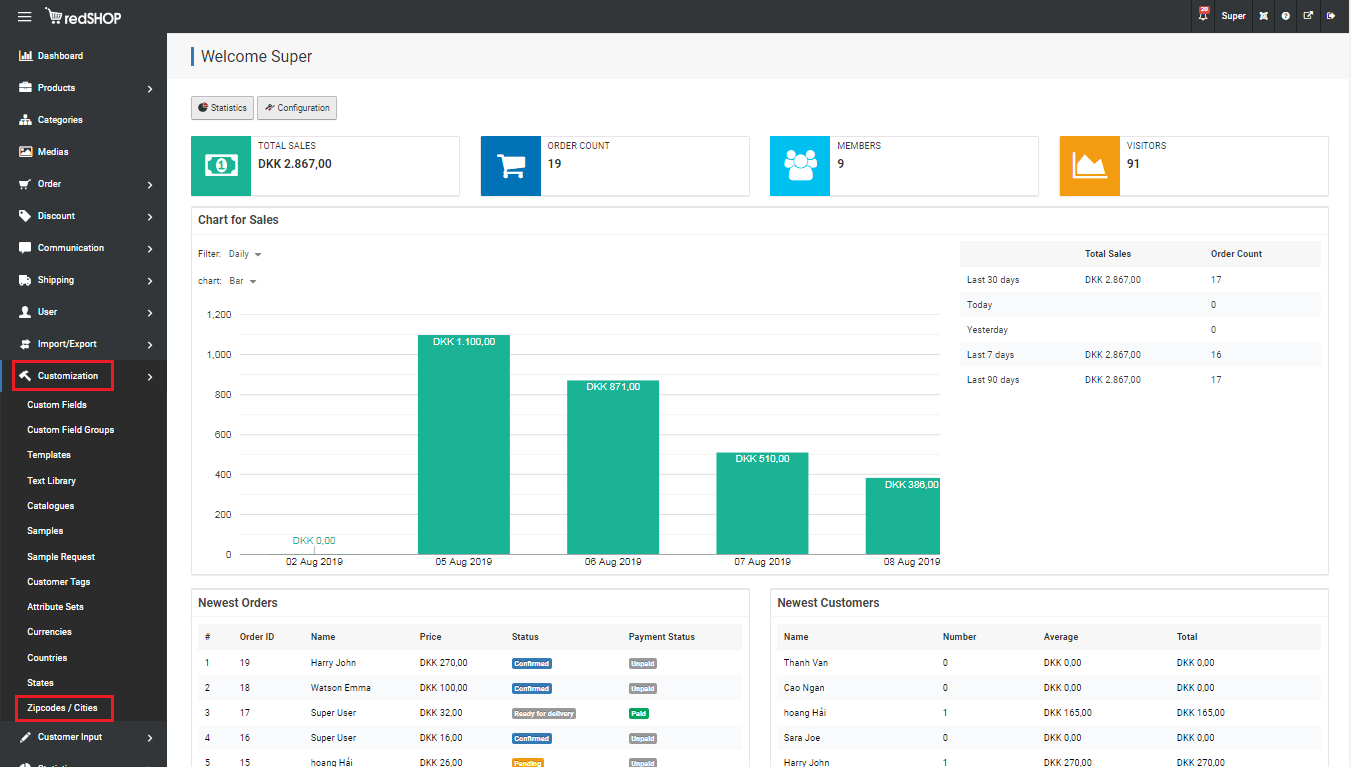 redSHOP
20
Super
Dashboard
Products
Categories
Medias
Order
Discount
Communication
Shipping
User
Import/Export
Customization
Custom Fields
Custom Field Groups
Templates
Text Library
Catalogues
Samples
Sample Request
Customer Tags
Attribute Sets
Currencies
Countries
States
Zipcodes / Cities
Customer Input
Welcome Super
Statistics Configuration
TOTAL SALES
DKK 2.867,00
ORDER COUNT
19
MEMBERS
9
VISITORS
91
Chart for Sales
Filter: Daily
chart: Bar
1,200
1,000
800
600
400
200
0
DKK 0,00
DKK 1.100,00
DKK 871,00
DKK 510,00
DKK 386,00
02 Aug 2019 05 Aug 2019 06 Aug 2019 07 Aug 2019 08 Aug 2019
Total Sales Order Count
Last 30 days DKK 2.867,00 17
Today 0
Yesterday 0
Last 7 days DKK 2.867,00 16
Last 90 days DKK 2.867,00 17
Newest Orders
# Order ID Name Price Status Payment Status
1 19 Harry John DKK 270,00 Confirmed Unpaid
2 18 Watson Emma DKK 100,00 Confirmed Unpaid
3 17 Super User DKK 32,00 Ready for delivery Paid
4 16 Super User DKK 16,00 Confirmed Unpaid
5 15 hoang Hải DKK 26,00 Pending Unpaid
Newest Customers
Name Number Average Total
Thanh Van 0 DKK 0,00 DKK 0,00
Cao Ngan 0 DKK 0,00 DKK 0,00
hoang Hải 1 DKK 165,00 DKK 165,00
Sara Joe 0 DKK 0,00 DKK 0,00
Harry John 1 DKK 270,00 DKK 270,00